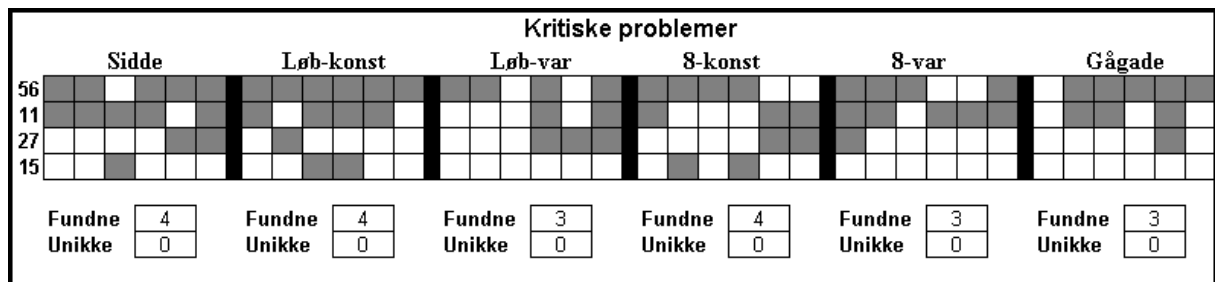 Kritiske problemer
Sidde Løb-konst Løb-var 8-konst 8-var Gågade
56
11
27
15
Fundne 4 Fundne 4 Fundne 3 Fundne 4 Fundne 3 Fundne 3
Unikke 0 Unikke 0 Unikke 0 Unikke 0 Unikke 0 Unikke 0